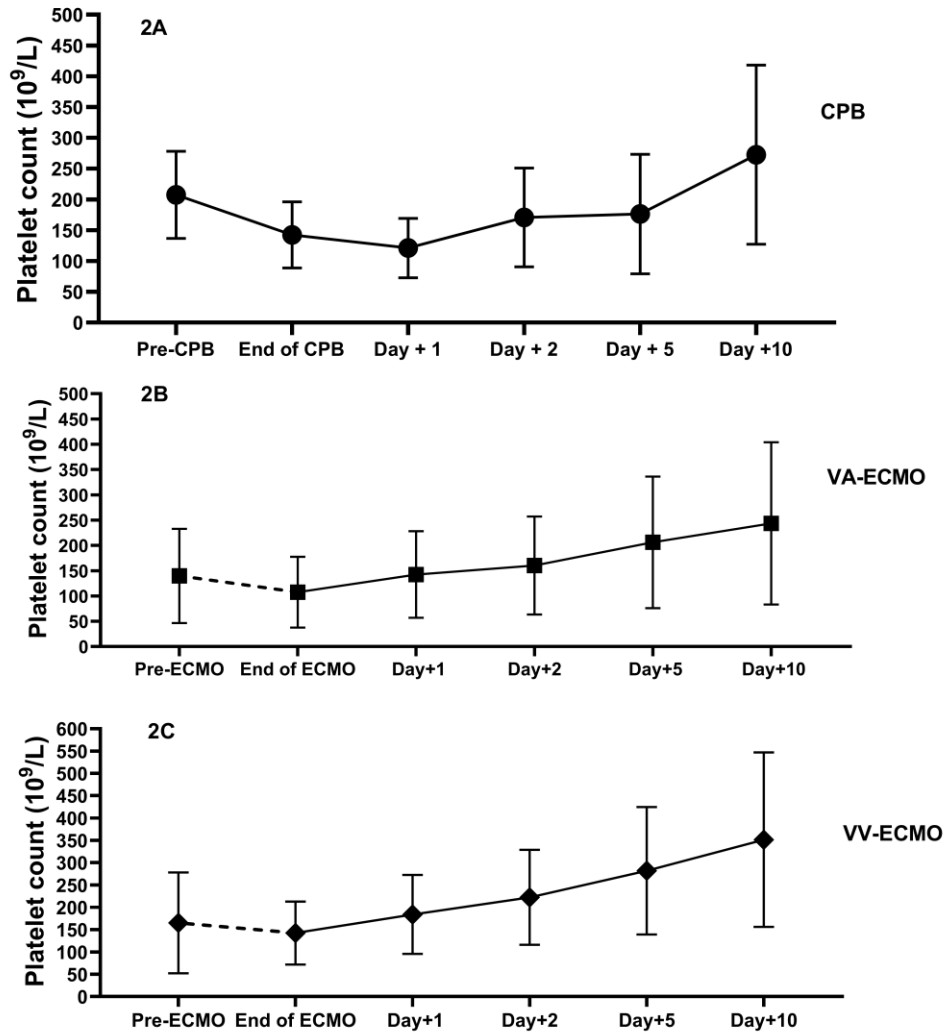 2A
CPB
Platelet count (10⁹/L)
500
450
400
350
300
250
200
150
100
50
0
Pre-CPB End of CPB Day + 1 Day + 2 Day + 5 Day +10
2B
VA-ECMO
Platelet count (10⁹/L)
500
450
400
350
300
250
200
150
100
50
0
Pre-ECMO End of ECMO Day+1 Day+2 Day+5 Day+10
2C
VV-ECMO
Platelet count (10⁹/L)
600
550
500
450
400
350
300
250
200
150
100
50
0
Pre-ECMO End of ECMO Day+1 Day+2 Day+5 Day+10